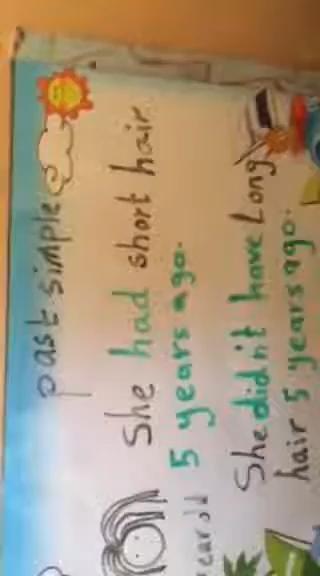 past simple
She had short hair
5 years ago.
She didn't have Long
hair 5 years ago.